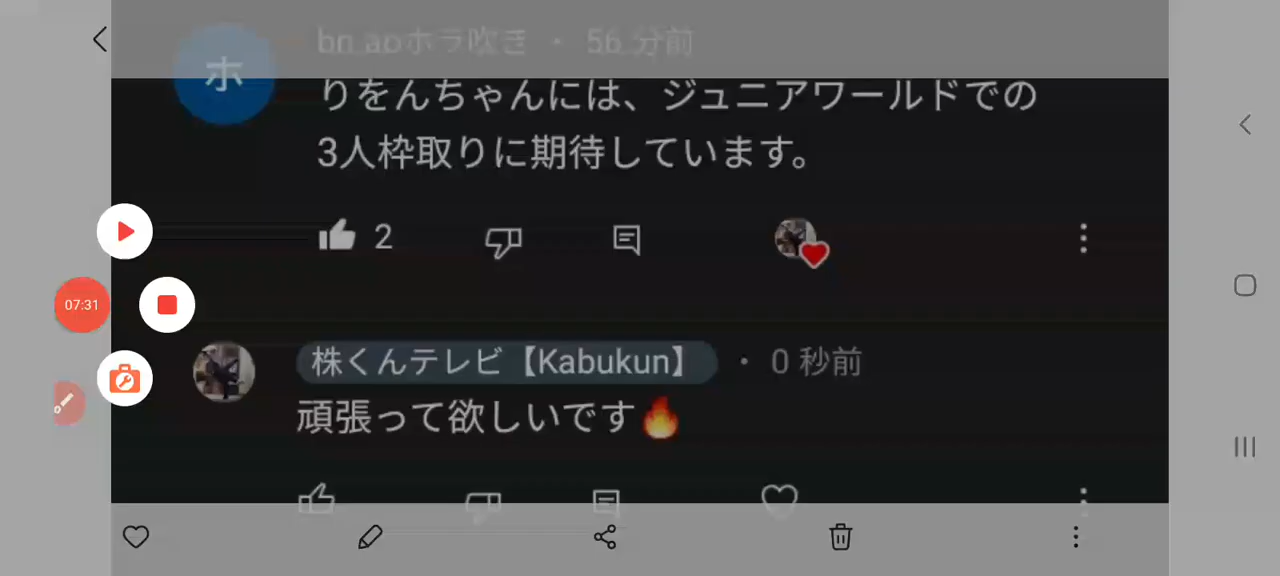 bn aoホラ吹き ・ 56 分前
ホ
りをんちゃんには、ジュニアワールドでの
3人枠取りに期待しています。
2
07:31
株くんテレビ【Kabukun】 ・ 0 秒前
頑張って欲しいです🔥